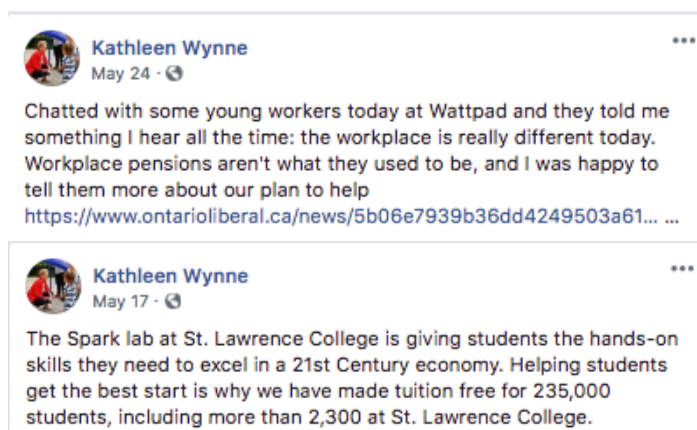 Kathleen Wynne
May 24 ·
Chatted with some young workers today at Wattpad and they told me
something I hear all the time: the workplace is really different today.
Workplace pensions aren't what they used to be, and I was happy to
tell them more about our plan to help
https://www.ontarioliberal.ca/news/5b06e7939b36dd4249503a61... ...
Kathleen Wynne
May 17 ·
The Spark lab at St. Lawrence College is giving students the hands-on
skills they need to excel in a 21st Century economy. Helping students
get the best start is why we have made tuition free for 235,000
students, including more than 2,300 at St. Lawrence College.